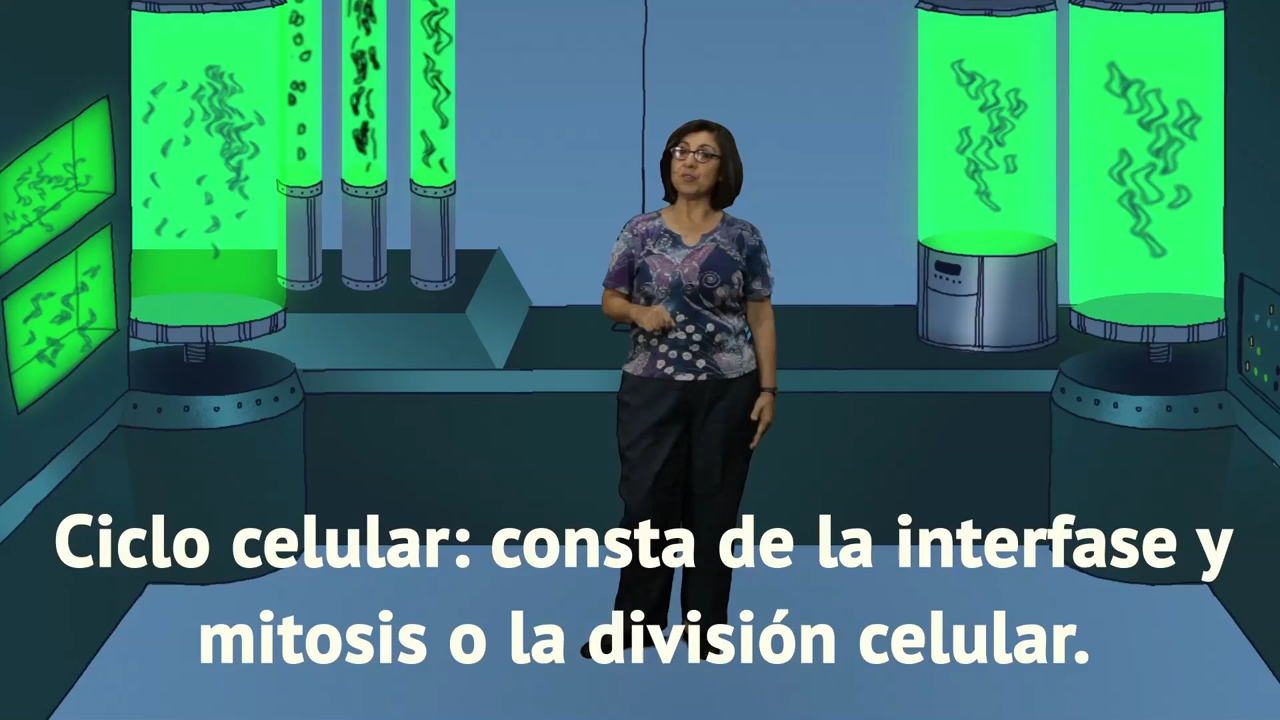 Ciclo celular: consta de la interfase y
mitosis o la división celular.